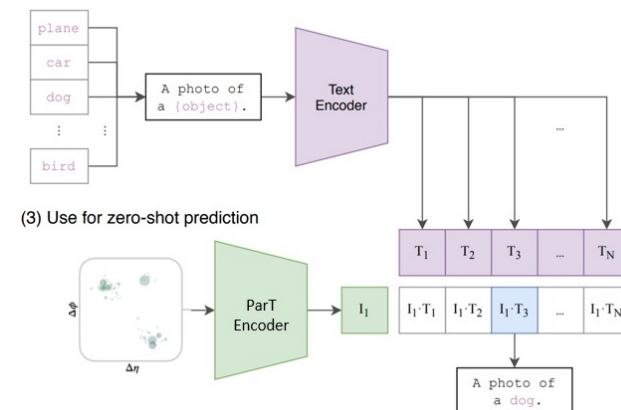 plane
car
dog
⋮
⋮
bird
A photo of
a {object}.
Text
Encoder
...
(3) Use for zero-shot prediction
T1
T2
T3
...
TN
Δφ
Δη
ParT
Encoder
I1
I1·T1
I1·T2
I1·T3
...
I1·TN
A photo of
a dog.